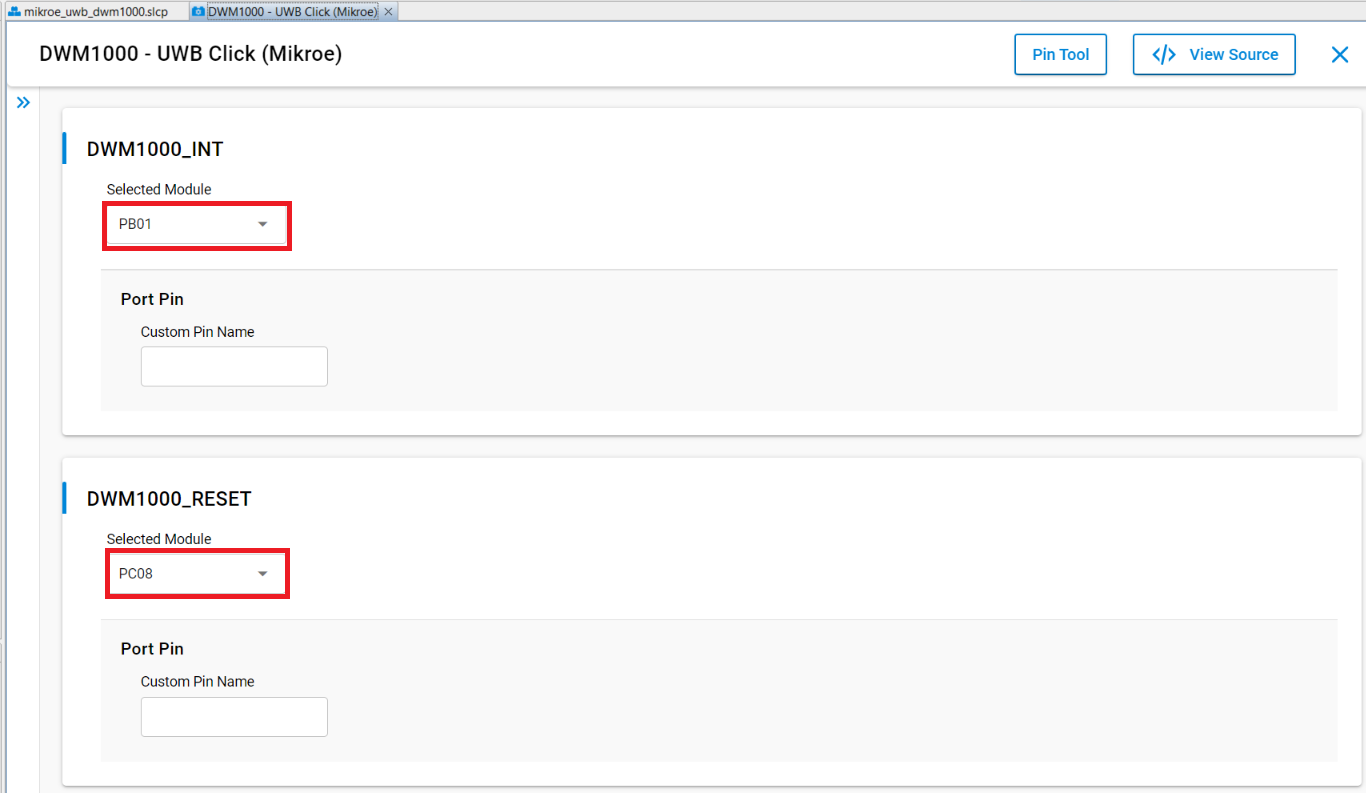 mikroe_uwb_dwm1000.slcp
DWM1000 - UWB Click (Mikroe)
DWM1000 - UWB Click (Mikroe)
Pin Tool
View Source
DWM1000_INT
Selected Module
PB01
Port Pin
Custom Pin Name
DWM1000_RESET
Selected Module
PC08
Port Pin
Custom Pin Name